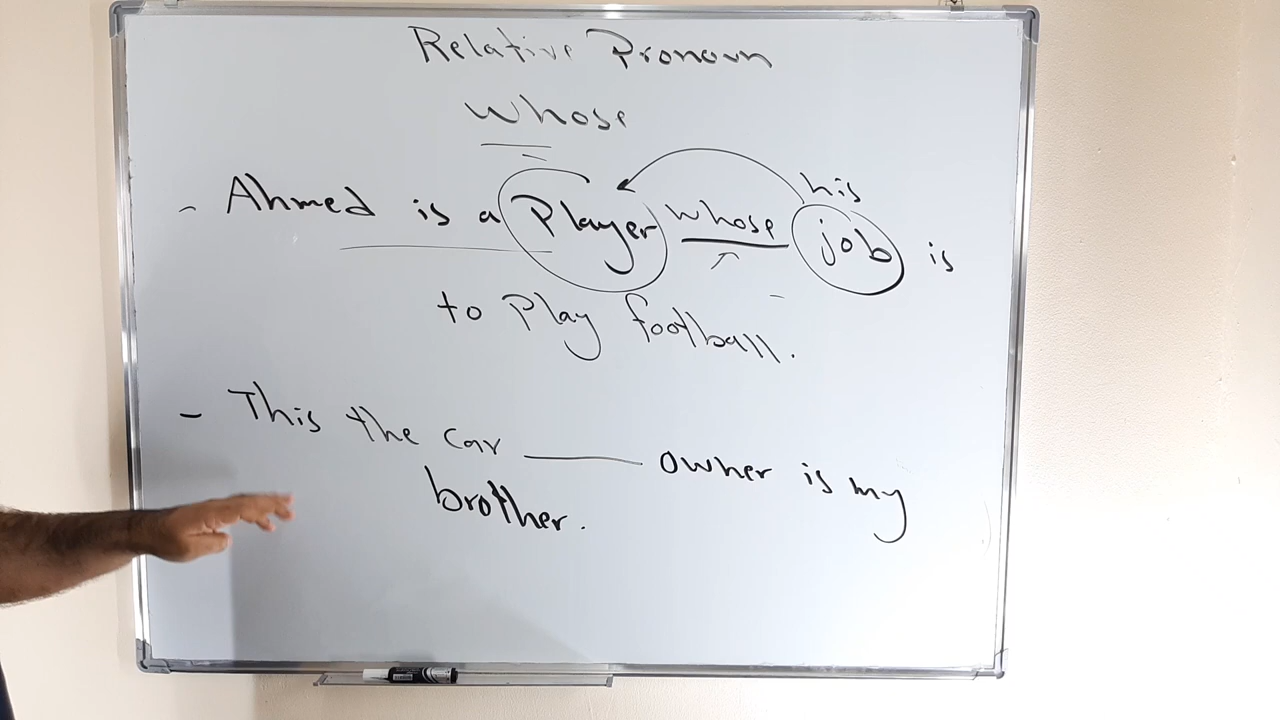 Relative Pronoun
whose
his
- Ahmed is a Player whose job is
to Play football.
- This the car ____ owner is my
brother.